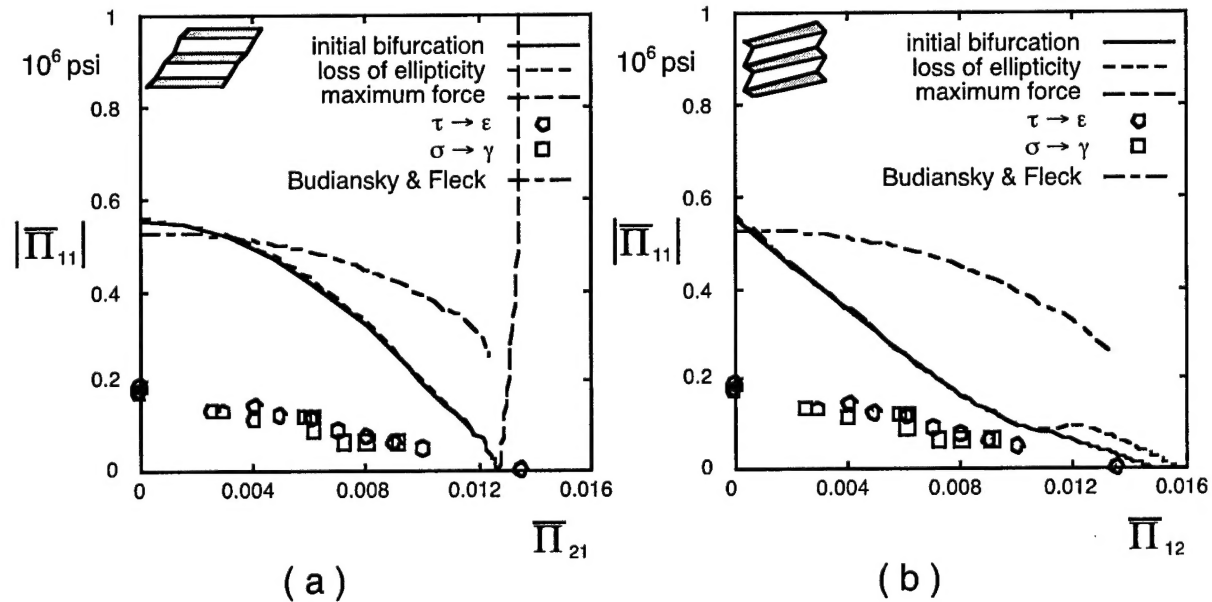 1
10⁶ psi
initial bifurcation
loss of ellipticity
maximum force
τ → ε
σ → γ
Budiansky & Fleck
0.8
0.6
|Π̅₁₁|
0.4
0.2
0
0 0.004 0.008 0.012 0.016
Π̅₂₁
( a )
1
10⁶ psi
initial bifurcation
loss of ellipticity
maximum force
τ → ε
σ → γ
Budiansky & Fleck
0.8
0.6
|Π̅₁₁|
0.4
0.2
0
0 0.004 0.008 0.012 0.016
Π̅₁₂
( b )